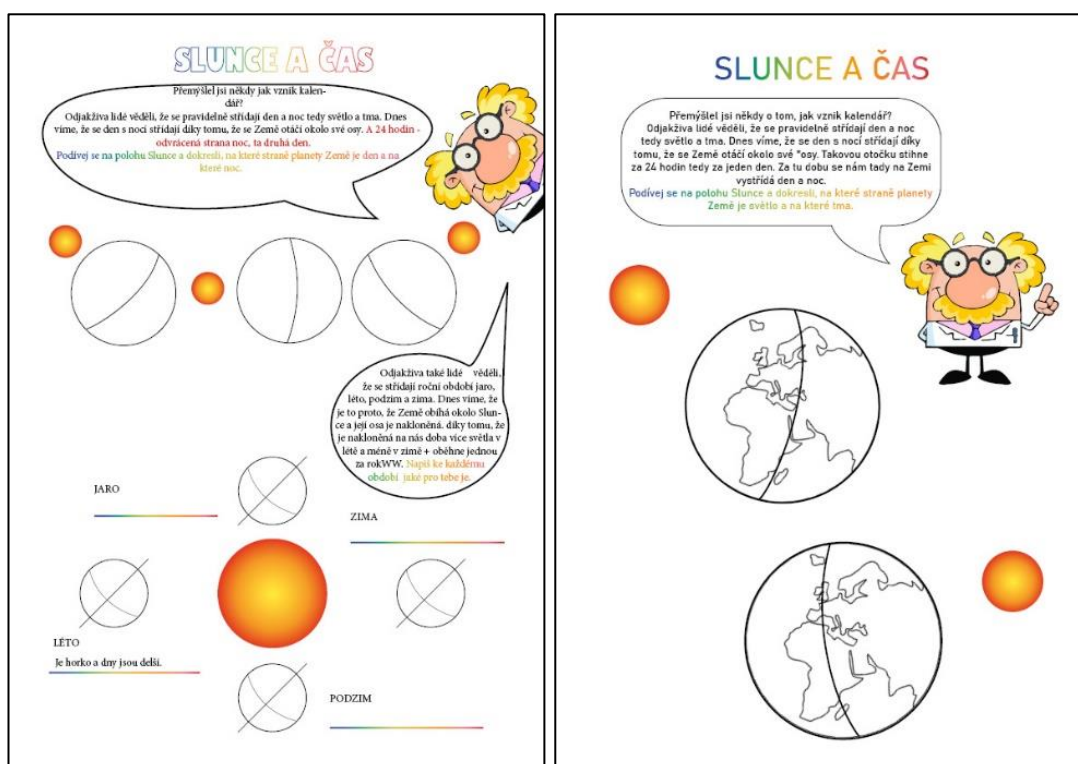 SLUNCE A ČAS
Přemýšlel jsi někdy jak vznik kalen-
dář?
Odjakživa lidé věděli, že se pravidelně střídají den a noc tedy světlo a tma. Dnes
víme, že se den s nocí střídají díky tomu, že se Země otáčí okolo své osy. A 24 hodin -
odvrácená strana noc, ta druhá den.
Podívej se na polohu Slunce a dokresli, na které straně planety Země je den a na
které noc.
Odjakživa také lidé věděli,
že se střídají roční období jaro,
léto, podzim a zima. Dnes víme, že
je to proto, že Země obíhá okolo Slun-
ce a její osa je nakloněná. díky tomu, že
je nakloněná na nás doba více světla v
létě a méně v zimě + oběhne jednou
za rokWW. Napiš ke každému
období jaké pro tebe je.
JARO
ZIMA
LÉTO
Je horko a dny jsou delší.
PODZIM
SLUNCE A ČAS
Přemýšlel jsi někdy o tom, jak vznik kalendář?
Odjakživa lidé věděli, že se pravidelně střídají den a noc
tedy světlo a tma. Dnes víme, že se den s nocí střídají díky
tomu, že se Země otáčí okolo své *osy. Takovou otočku stihne
za 24 hodin tedy za jeden den. Za tu dobu se nám tady na Zemi
vystřídá den a noc.
Podívej se na polohu Slunce a dokresli, na které straně planety
Země je světlo a na které tma.